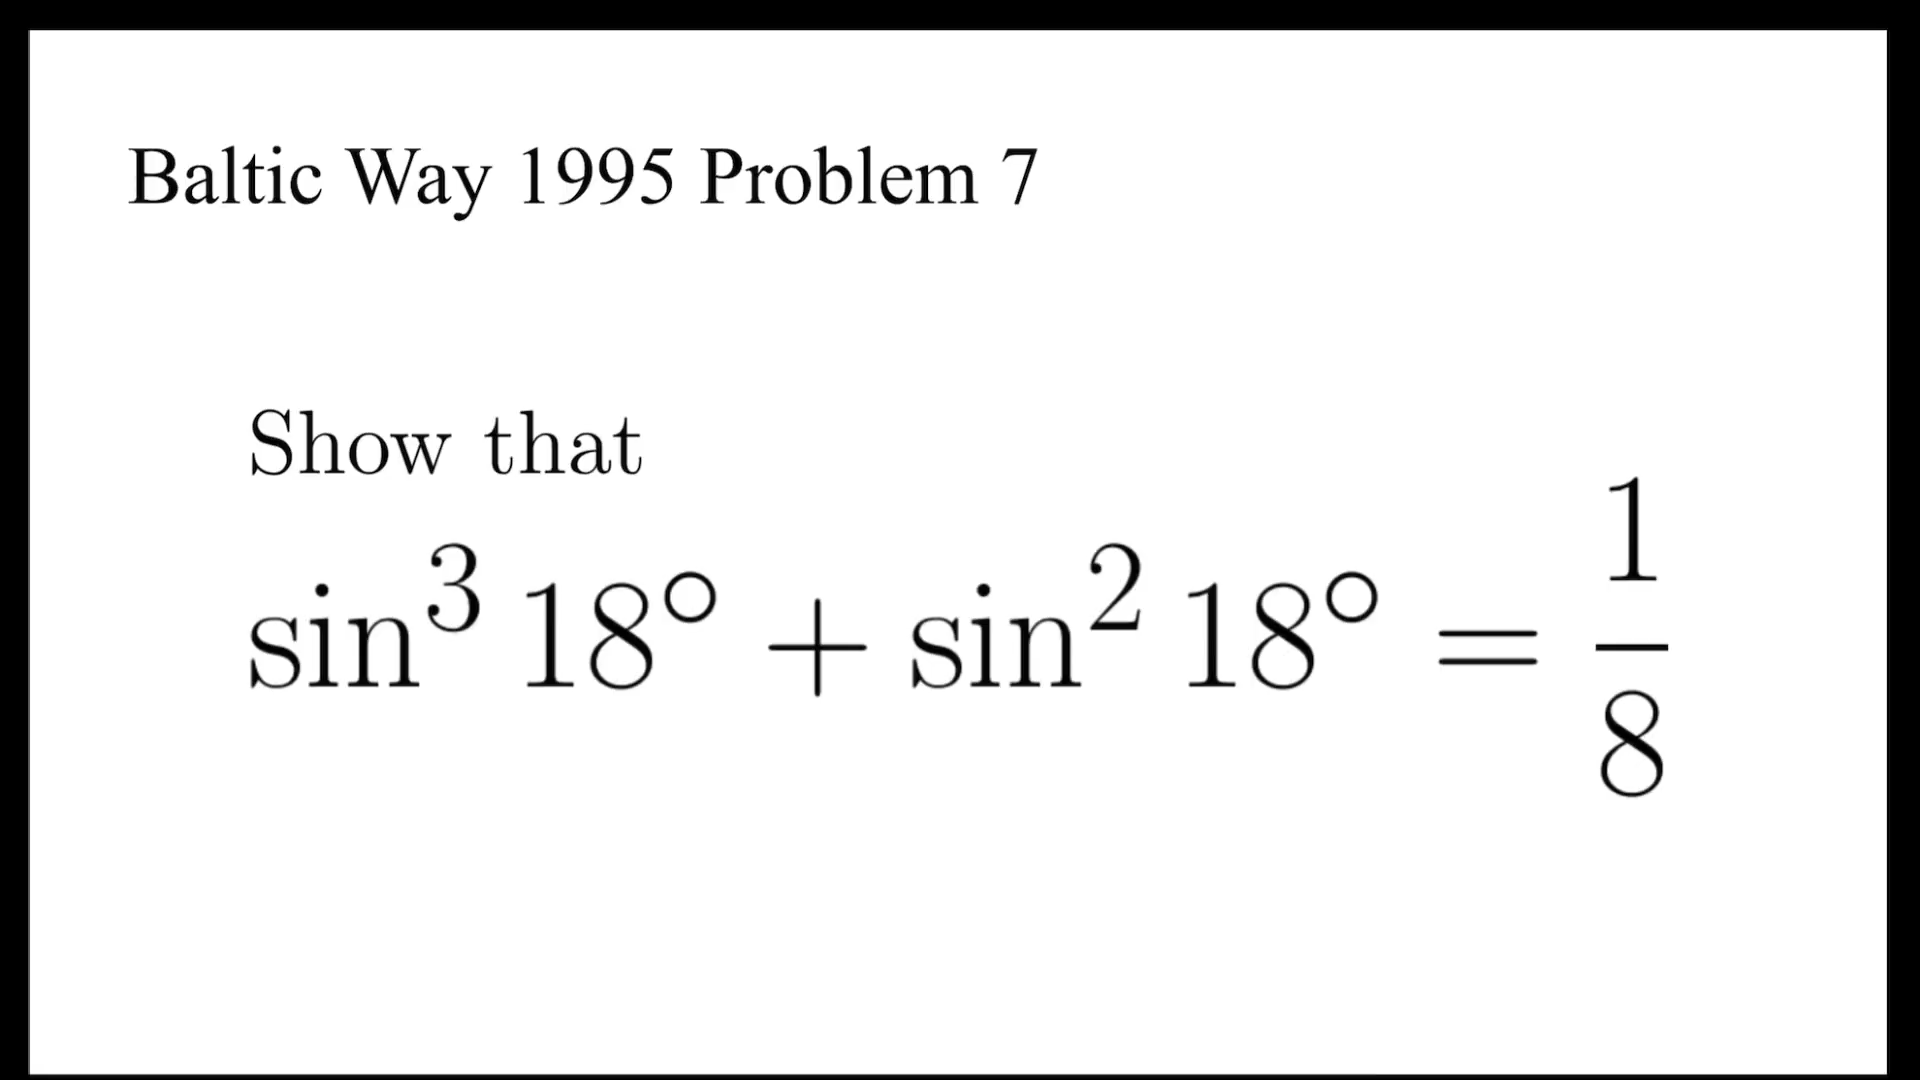 Baltic Way 1995 Problem 7
Show that
sin³ 18° + sin² 18° = 1/8